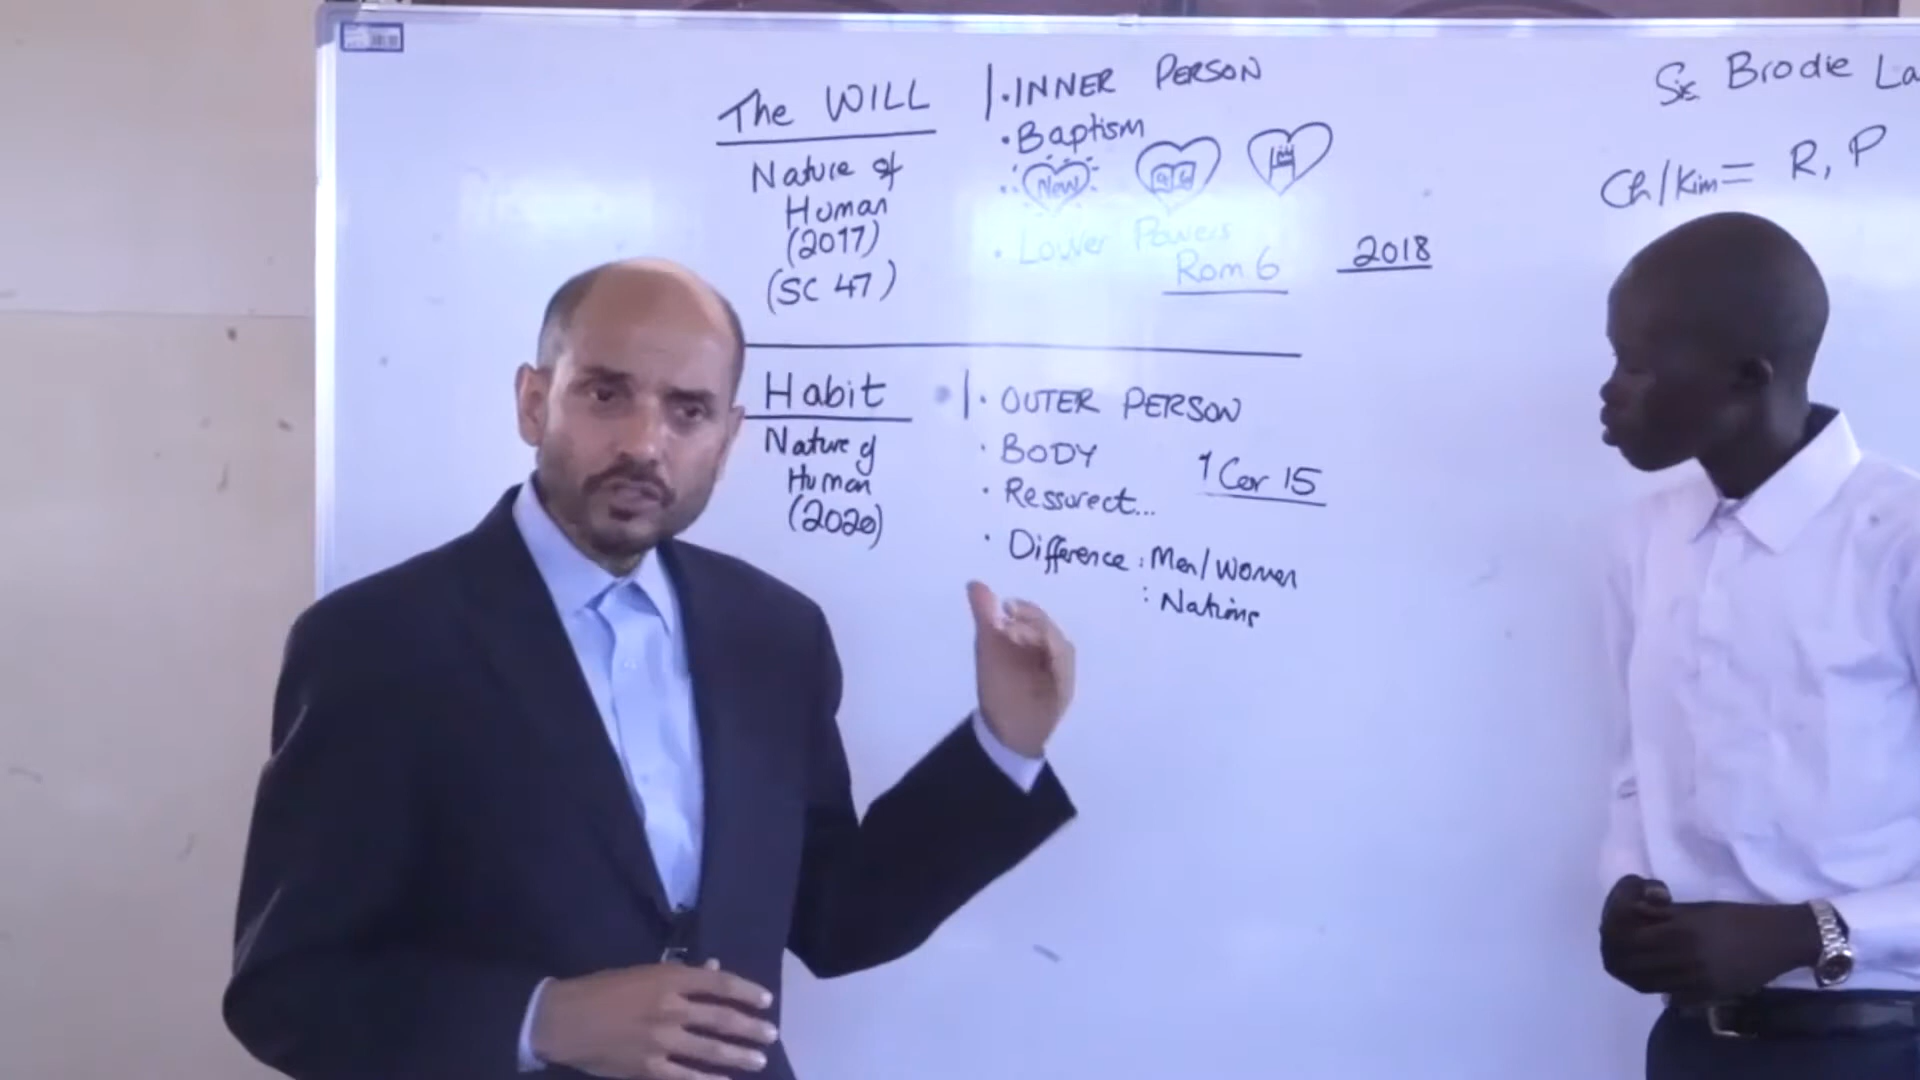 The WILL
Nature of
Human
(2017)
(SC 47)
1. INNER PERSON
• Baptism
New
• Lower Powers
Rom 6
2018
Habit
Nature of
Human
(2020)
1. OUTER PERSON
• BODY
1 Cor 15
• Ressurect...
• Difference : Men/Women
: Nations
Sis Brodie La
Ch/Kim = R, P